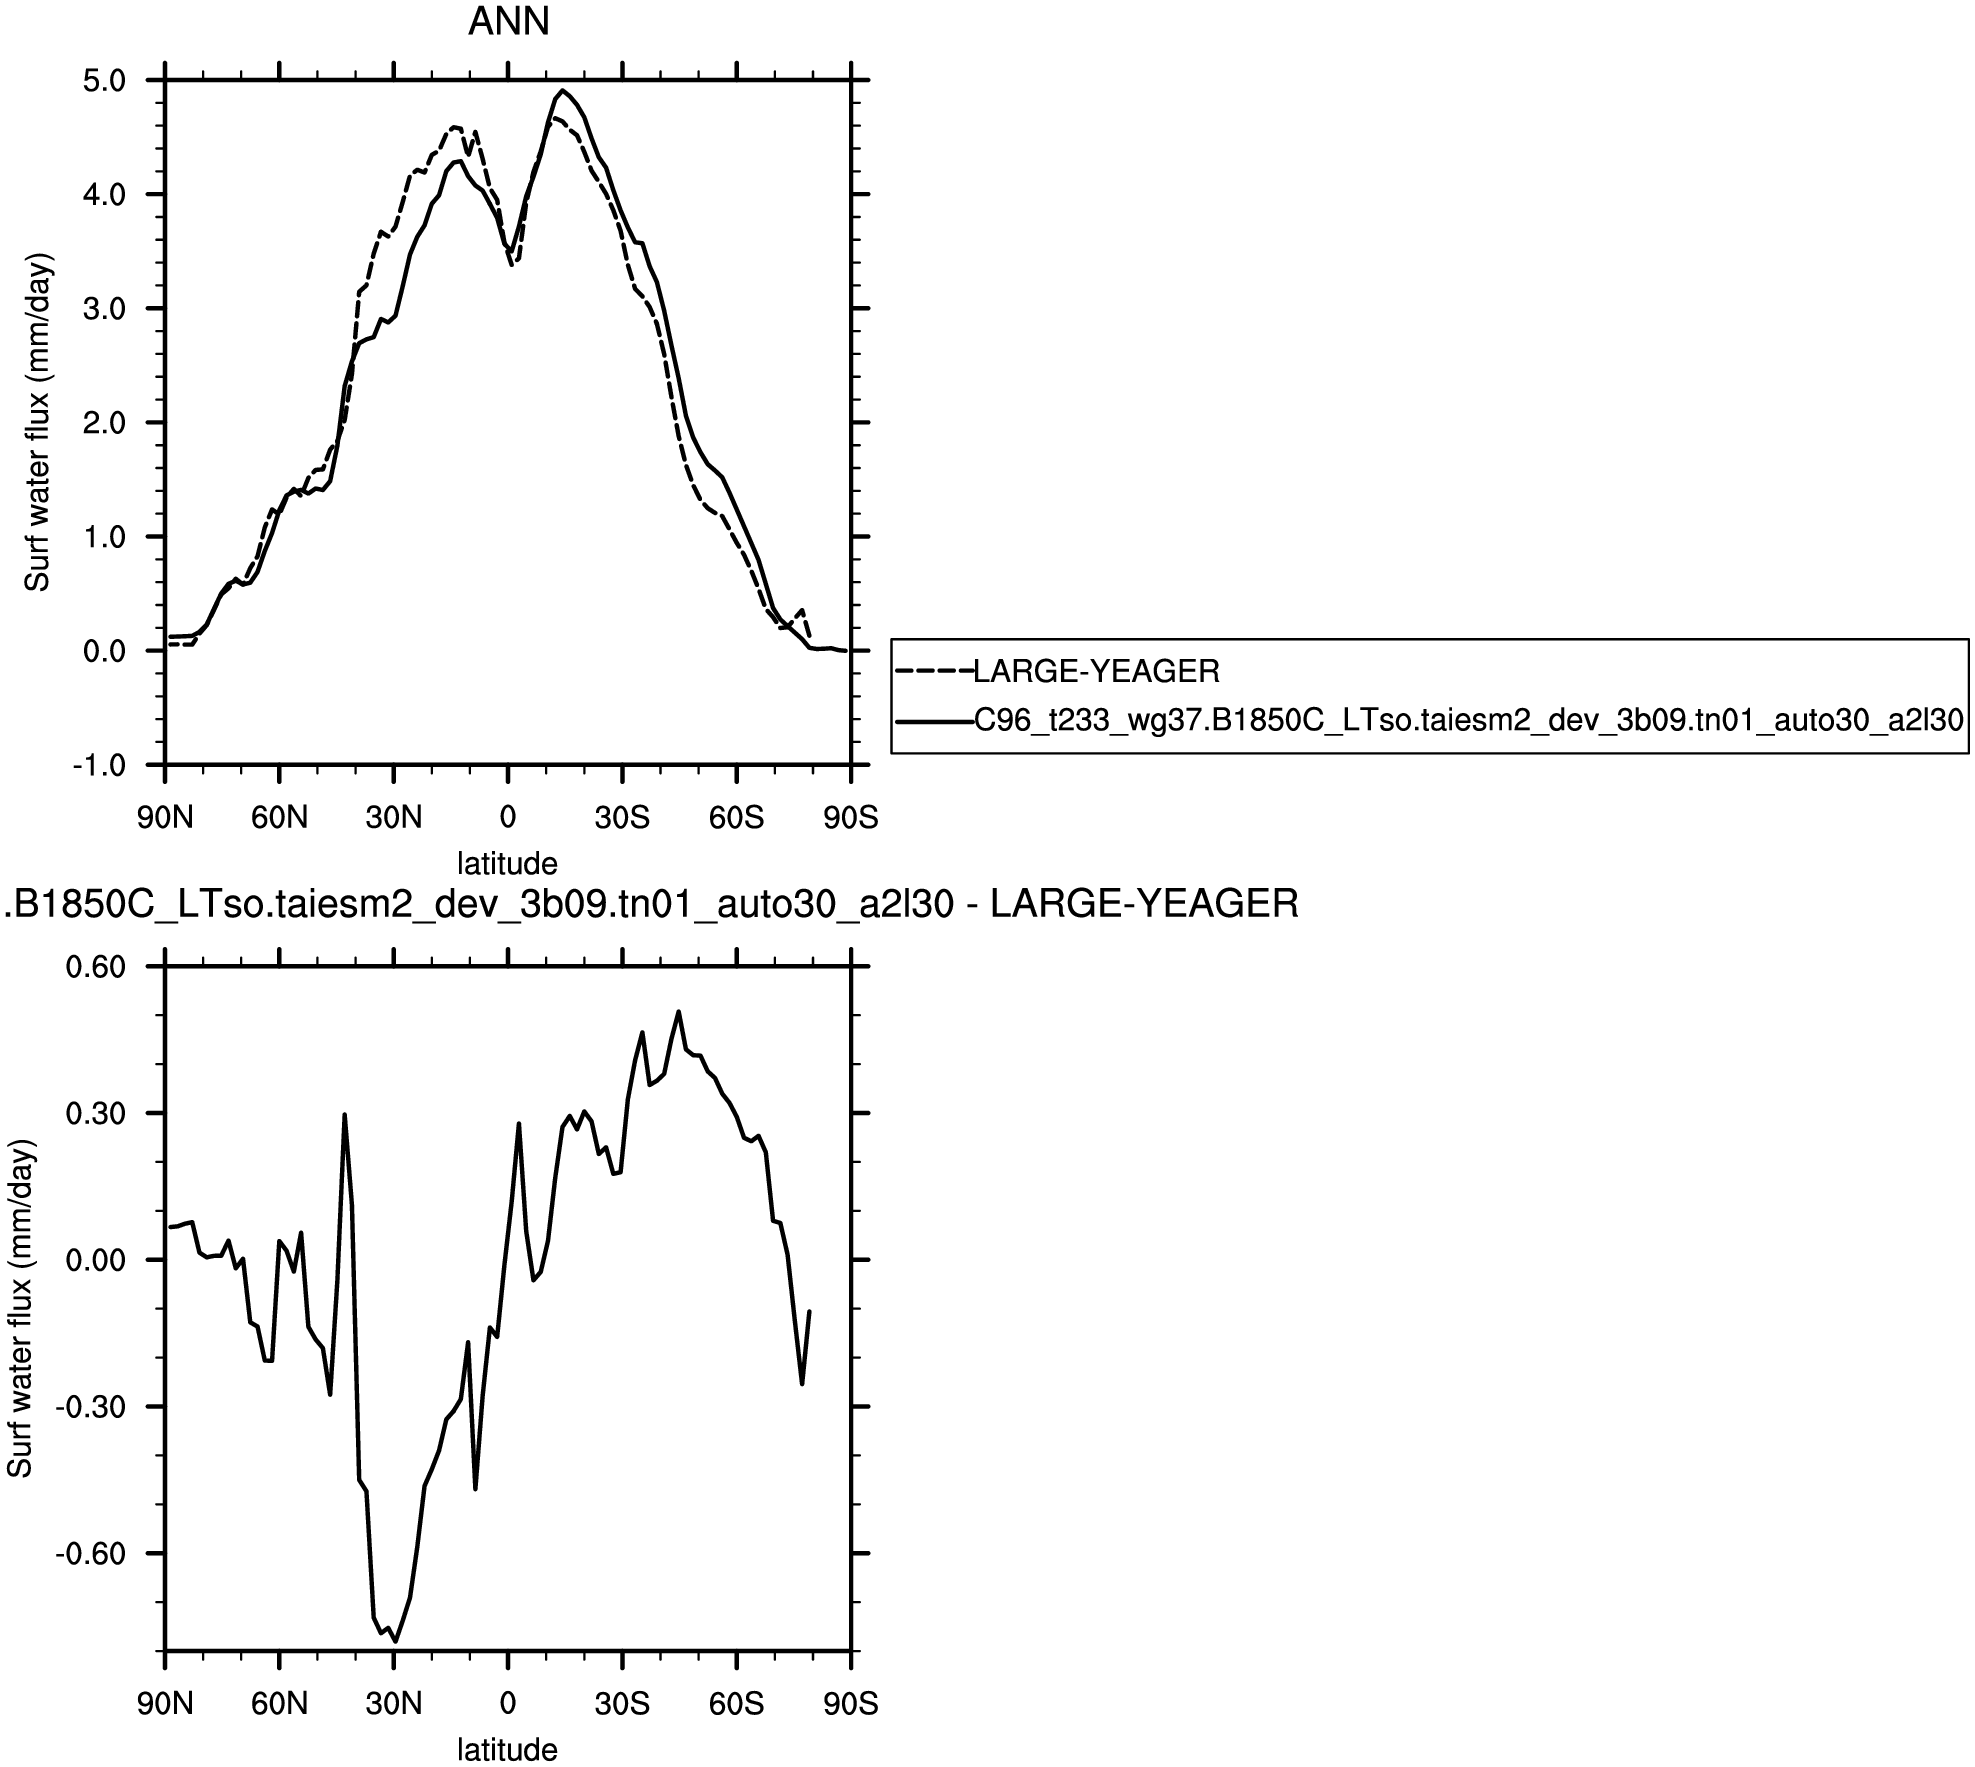 ANN
5.0
4.0
3.0
2.0
1.0
0.0
-1.0
Surf water flux (mm/day)
90N 60N 30N 0 30S 60S 90S
latitude
LARGE-YEAGER
C96_t233_wg37.B1850C_LTso.taiesm2_dev_3b09.tn01_auto30_a2l30
.B1850C_LTso.taiesm2_dev_3b09.tn01_auto30_a2l30 - LARGE-YEAGER
0.60
0.30
0.00
-0.30
-0.60
Surf water flux (mm/day)
90N 60N 30N 0 30S 60S 90S
latitude